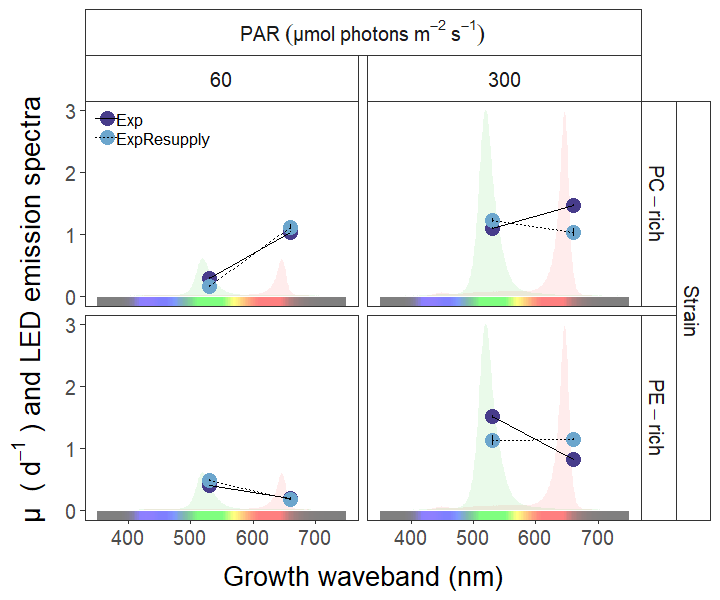 PAR (µmol photons m⁻² s⁻¹)
60
300
Exp
ExpResupply
3
2
1
0
PC − rich
3
2
1
0
PE − rich
Strain
µ ( d⁻¹ ) and LED emission spectra
400 500 600 700
400 500 600 700
Growth waveband (nm)